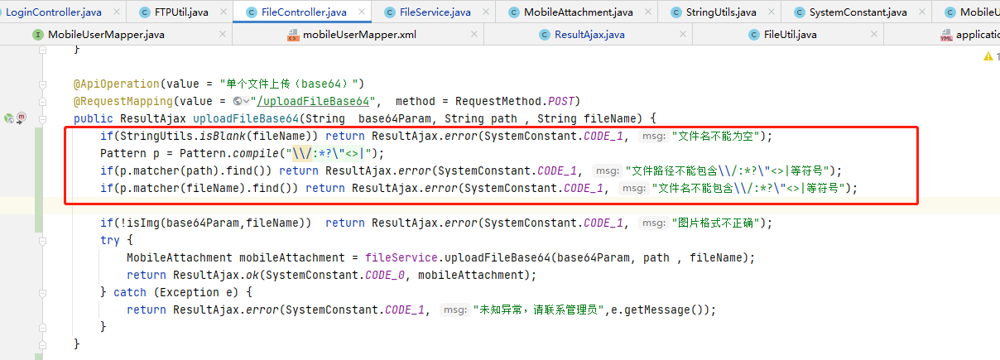 LoginController.java FTPUtil.java FileController.java FileService.java MobileAttachment.java StringUtils.java SystemConstant.java MobileU
MobileUserMapper.java mobileUserMapper.xml ResultAjax.java FileUtil.java applicatio
}
1
@ApiOperation(value = "单个文件上传（base64）")
@RequestMapping(value = "/uploadFileBase64", method = RequestMethod.POST)
public ResultAjax uploadFileBase64(String base64Param, String path , String fileName) {
if(StringUtils.isBlank(fileName)) return ResultAjax.error(SystemConstant.CODE_1, msg: "文件名不能为空");
Pattern p = Pattern.compile("\\/:*?\"<>|");
if(p.matcher(path).find()) return ResultAjax.error(SystemConstant.CODE_1, msg: "文件路径不能包含\\/:*?\"<>|等符号");
if(p.matcher(fileName).find()) return ResultAjax.error(SystemConstant.CODE_1, msg: "文件名不能包含\\/:*?\"<>|等符号");
if(!isImg(base64Param,fileName)) return ResultAjax.error(SystemConstant.CODE_1, msg: "图片格式不正确");
try {
MobileAttachment mobileAttachment = fileService.uploadFileBase64(base64Param, path , fileName);
return ResultAjax.ok(SystemConstant.CODE_0, mobileAttachment);
} catch (Exception e) {
return ResultAjax.error(SystemConstant.CODE_1, msg: "未知异常，请联系管理员",e.getMessage());
}
}